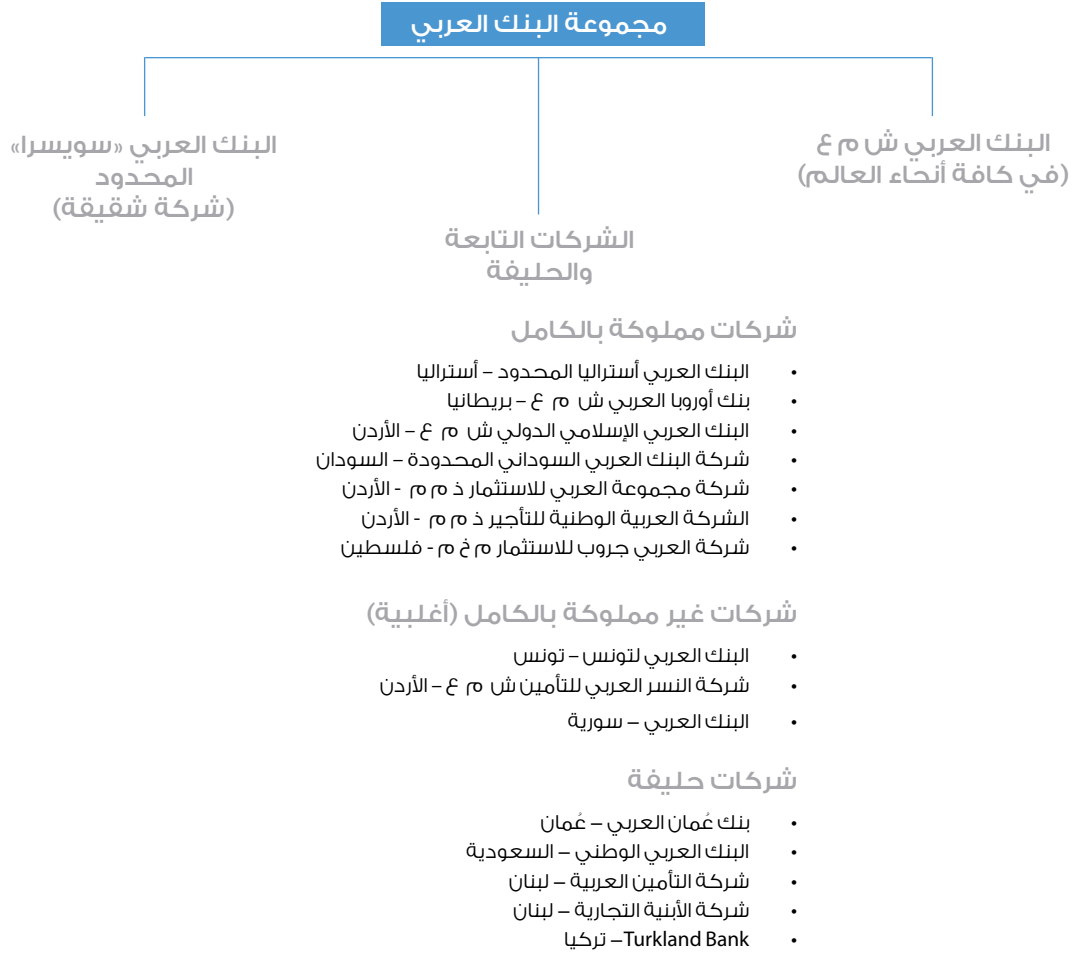 مجموعة البنك العربي
البنك العربي ش م ع
(في كافة أنحاء العالم)
البنك العربي «سويسرا»
المحدود
(شركة شقيقة)
الشركات التابعة
والحليفة
شركات مملوكة بالكامل
• البنك العربي أستراليا المحدود – أستراليا
• بنك أوروبا العربي ش م ع – بريطانيا
• البنك العربي الإسلامي الدولي ش م ع – الأردن
• شركة البنك العربي السوداني المحدودة – السودان
• شركة مجموعة العربي للاستثمار ذ م م - الأردن
• الشركة العربية الوطنية للتأجير ذ م م - الأردن
• شركة العربي جروب للاستثمار م خ م - فلسطين
شركات غير مملوكة بالكامل (أغلبية)
• البنك العربي لتونس – تونس
• شركة النسر العربي للتأمين ش م ع – الأردن
• البنك العربي – سورية
شركات حليفة
• بنك عُمان العربي – عُمان
• البنك العربي الوطني – السعودية
• شركة التأمين العربية – لبنان
• شركة الأبنية التجارية – لبنان
• Turkland Bank – تركيا